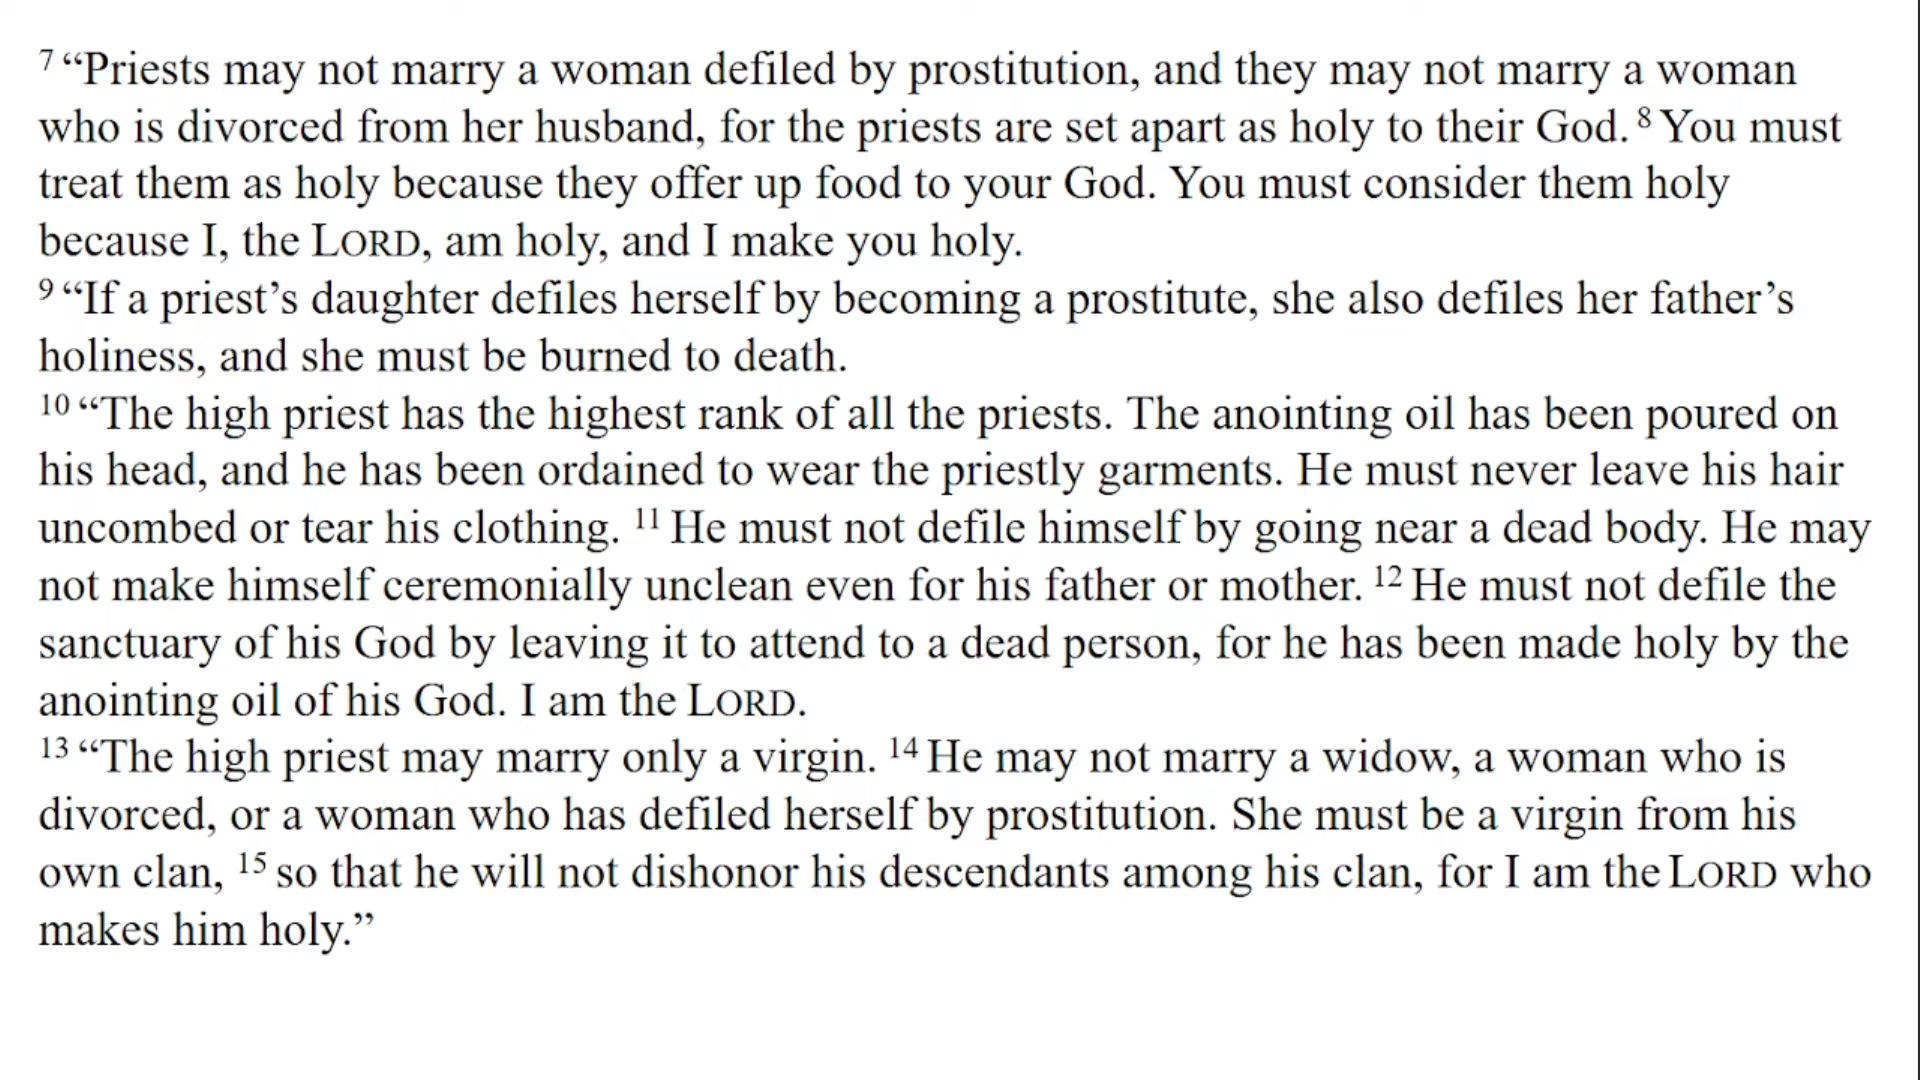 7 “Priests may not marry a woman defiled by prostitution, and they may not marry a woman
who is divorced from her husband, for the priests are set apart as holy to their God. 8 You must
treat them as holy because they offer up food to your God. You must consider them holy
because I, the LORD, am holy, and I make you holy.
9 “If a priest’s daughter defiles herself by becoming a prostitute, she also defiles her father’s
holiness, and she must be burned to death.
10 “The high priest has the highest rank of all the priests. The anointing oil has been poured on
his head, and he has been ordained to wear the priestly garments. He must never leave his hair
uncombed or tear his clothing. 11 He must not defile himself by going near a dead body. He may
not make himself ceremonially unclean even for his father or mother. 12 He must not defile the
sanctuary of his God by leaving it to attend to a dead person, for he has been made holy by the
anointing oil of his God. I am the LORD.
13 “The high priest may marry only a virgin. 14 He may not marry a widow, a woman who is
divorced, or a woman who has defiled herself by prostitution. She must be a virgin from his
own clan, 15 so that he will not dishonor his descendants among his clan, for I am the LORD who
makes him holy.”